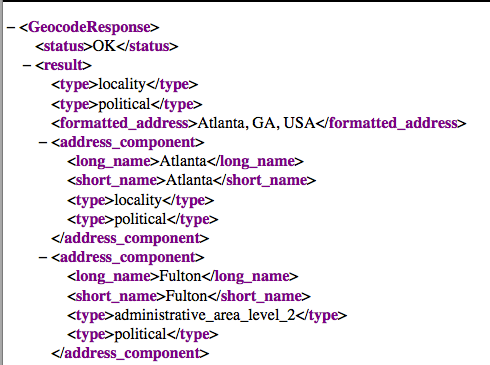 – <GeocodeResponse>
<status>OK</status>
– <result>
<type>locality</type>
<type>political</type>
<formatted_address>Atlanta, GA, USA</formatted_address>
– <address_component>
<long_name>Atlanta</long_name>
<short_name>Atlanta</short_name>
<type>locality</type>
<type>political</type>
</address_component>
– <address_component>
<long_name>Fulton</long_name>
<short_name>Fulton</short_name>
<type>administrative_area_level_2</type>
<type>political</type>
</address_component>